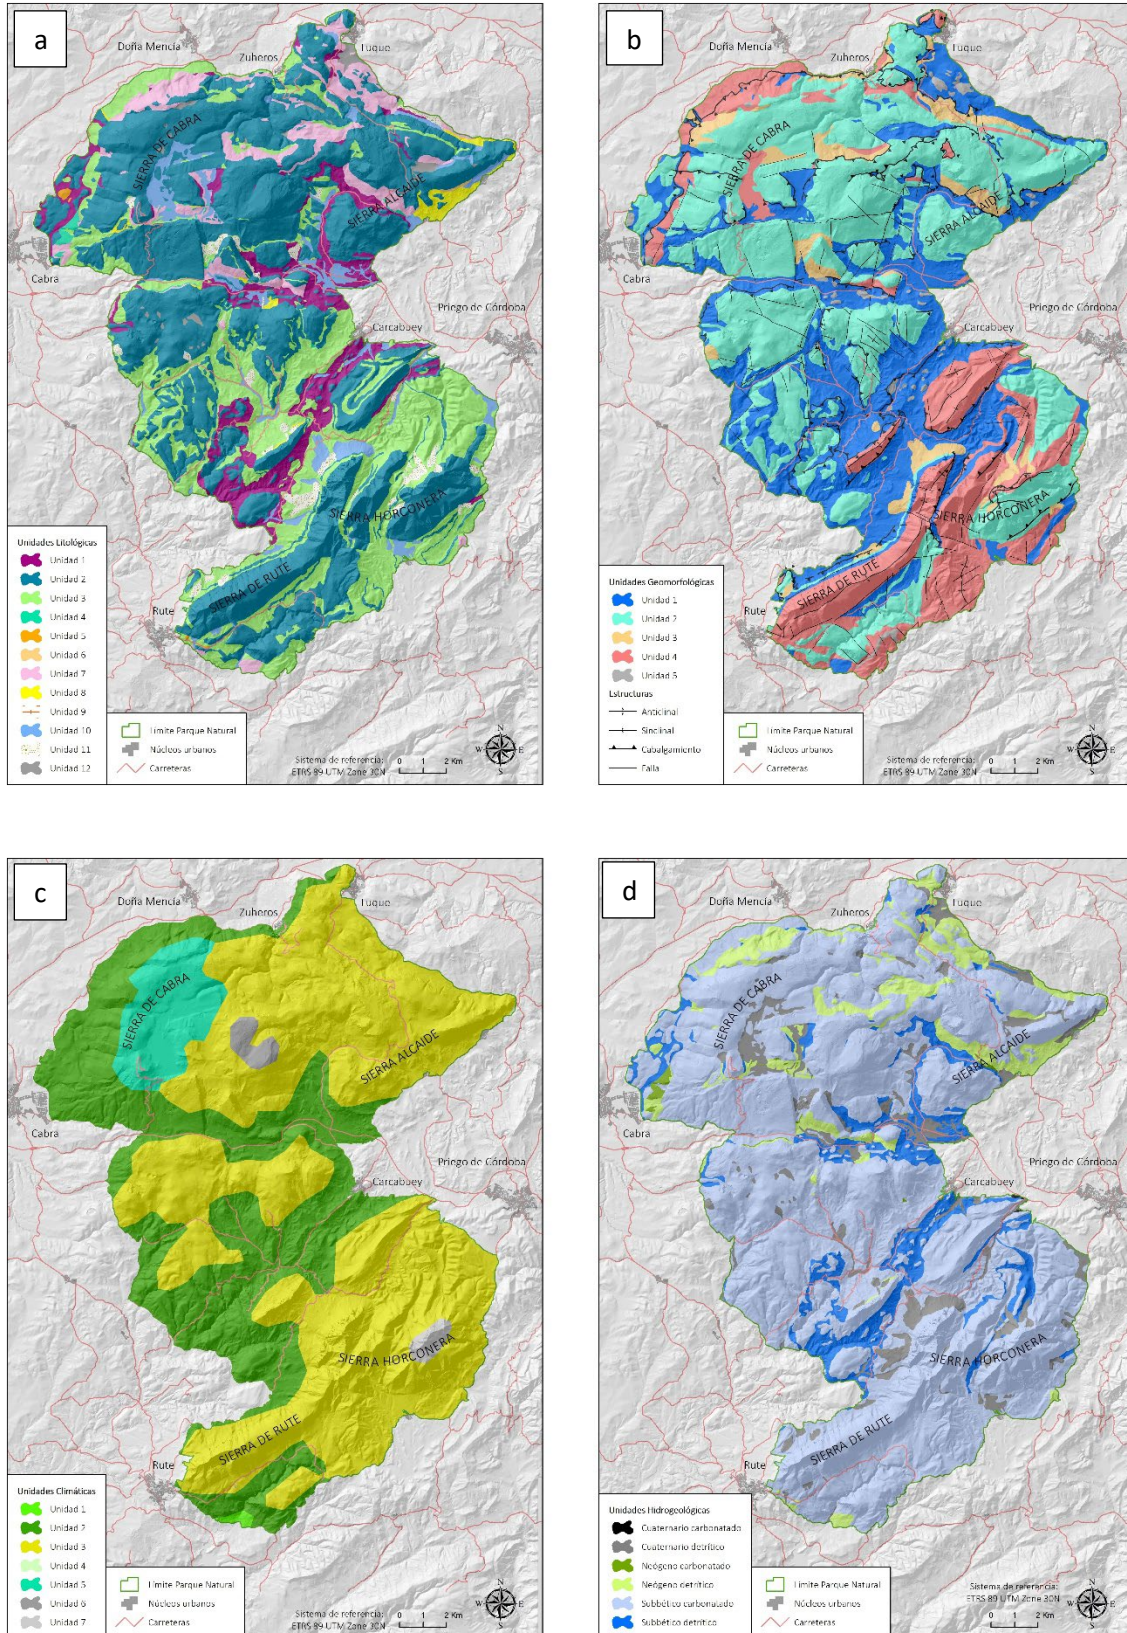 a
Doña Mencía
Zuheros
Luque
SIERRA DE CABRA
SIERRA ALCAIDE
Cabra
Priego de Córdoba
Carcabuey
SIERRA HORCONERA
SIERRA DE RUTE
Rute
Unidades Litológicas
Unidad 1
Unidad 2
Unidad 3
Unidad 4
Unidad 5
Unidad 6
Unidad 7
Unidad 8
Unidad 9
Unidad 10
Unidad 11
Unidad 12
Límite Parque Natural
Núcleos urbanos
Carreteras
Sistema de referencia:
ETRS 89 UTM Zone 30N
0 1 2 Km
N
W E
S
b
Doña Mencía
Zuheros
Luque
SIERRA DE CABRA
SIERRA ALCAIDE
Cabra
Priego de Córdoba
Carcabuey
SIERRA HORCONERA
SIERRA DE RUTE
Rute
Unidades Geomorfológicas
Unidad 1
Unidad 2
Unidad 3
Unidad 4
Unidad 5
Estructuras
Anticlinal
Sinclinal
Cabalgamiento
Falla
Límite Parque Natural
Núcleos urbanos
Carreteras
Sistema de referencia:
ETRS 89 UTM Zone 30N
0 1 2 Km
N
W E
S
c
Doña Mencía
Zuheros
Luque
SIERRA DE CABRA
SIERRA ALCAIDE
Cabra
Priego de Córdoba
Carcabuey
SIERRA HORCONERA
SIERRA DE RUTE
Rute
Unidades Climáticas
Unidad 1
Unidad 2
Unidad 3
Unidad 4
Unidad 5
Unidad 6
Unidad 7
Límite Parque Natural
Núcleos urbanos
Carreteras
Sistema de referencia:
ETRS 89 UTM Zone 30N
0 1 2 Km
N
W E
S
d
Doña Mencía
Zuheros
Luque
SIERRA DE CABRA
SIERRA ALCAIDE
Cabra
Priego de Córdoba
Carcabuey
SIERRA HORCONERA
SIERRA DE RUTE
Rute
Unidades Hidrogeológicas
Cuaternario carbonatado
Cuaternario detrítico
Neógeno carbonatado
Neógeno detrítico
Subbético carbonatado
Subbético detrítico
Límite Parque Natural
Núcleos urbanos
Carreteras
Sistema de referencia:
ETRS 89 UTM Zone 30N
0 1 2 Km
N
W E
S